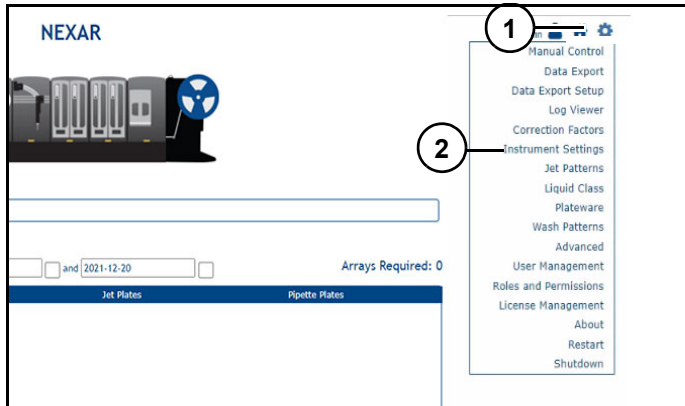 NEXAR
1
Manual Control
Data Export
Data Export Setup
Log Viewer
Correction Factors
2
Instrument Settings
Jet Patterns
Liquid Class
Plateware
Wash Patterns
Advanced
and 2021-12-20
Arrays Required: 0
User Management
Jet Plates
Pipette Plates
Roles and Permissions
License Management
About
Restart
Shutdown